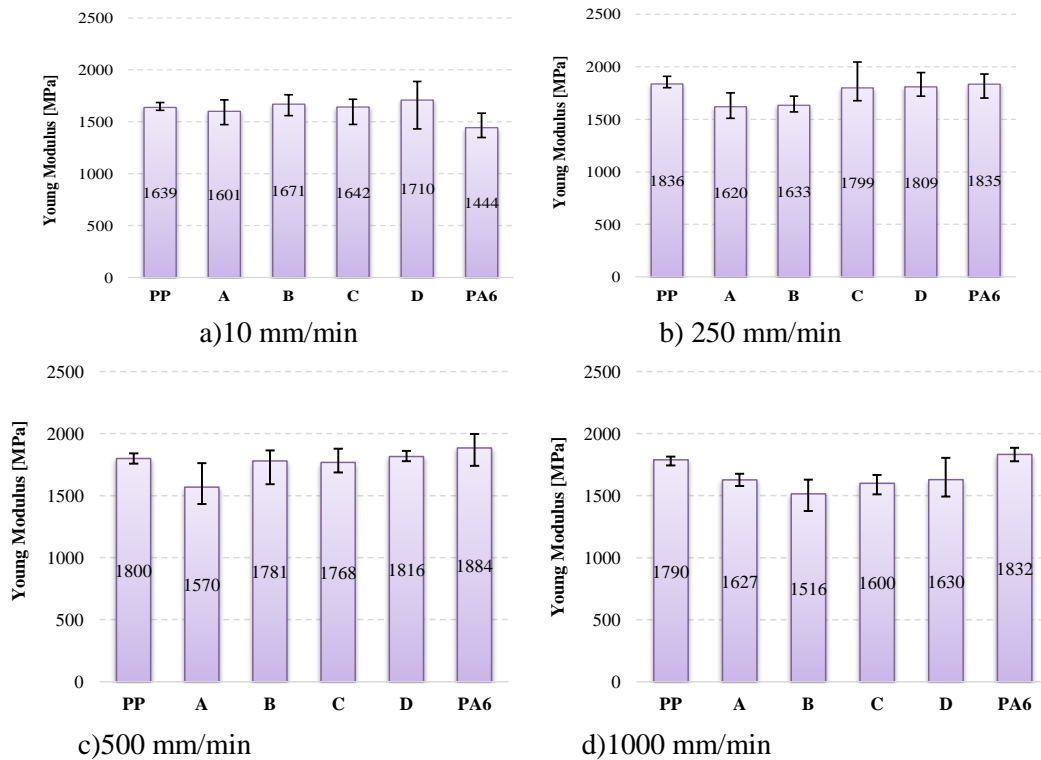 2500
2000
1500
1000
500
0
Young Modulus [MPa]
1639 1601 1671 1642 1710 1444
PP A B C D PA6
a)10 mm/min
2500
2000
1500
1000
500
0
Young Modulus [MPa]
1836 1620 1633 1799 1809 1835
PP A B C D PA6
b) 250 mm/min
2500
2000
1500
1000
500
0
Young Modulus [MPa]
1800 1570 1781 1768 1816 1884
PP A B C D PA6
c)500 mm/min
2500
2000
1500
1000
500
0
Young Modulus [MPa]
1790 1627 1516 1600 1630 1832
PP A B C D PA6
d)1000 mm/min